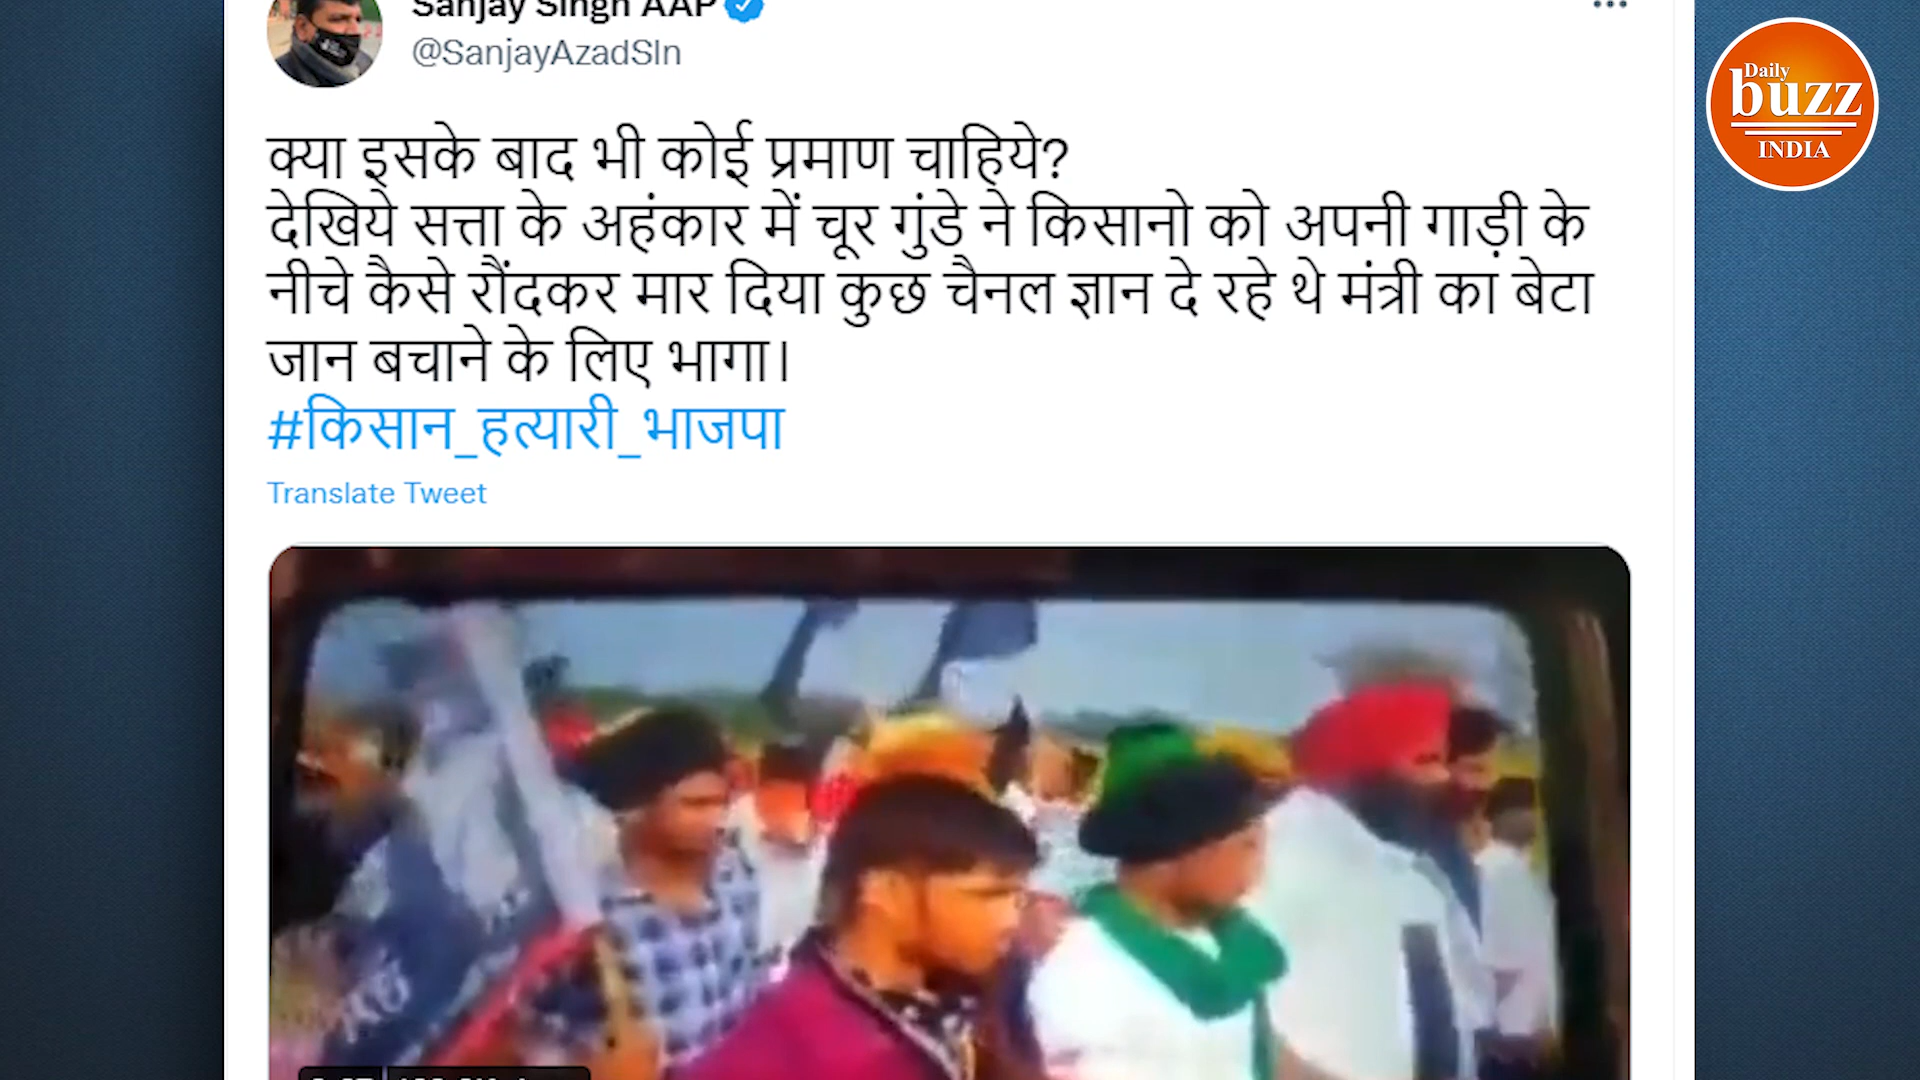 Sanjay Singh AAP
@SanjayAzadSln
क्या इसके बाद भी कोई प्रमाण चाहिये?
देखिये सत्ता के अहंकार में चूर गुंडे ने किसानो को अपनी गाड़ी के
नीचे कैसे रौंदकर मार दिया कुछ चैनल ज्ञान दे रहे थे मंत्री का बेटा
जान बचाने के लिए भागा।
#किसान_हत्यारी_भाजपा
Translate Tweet
Daily
buzz
INDIA